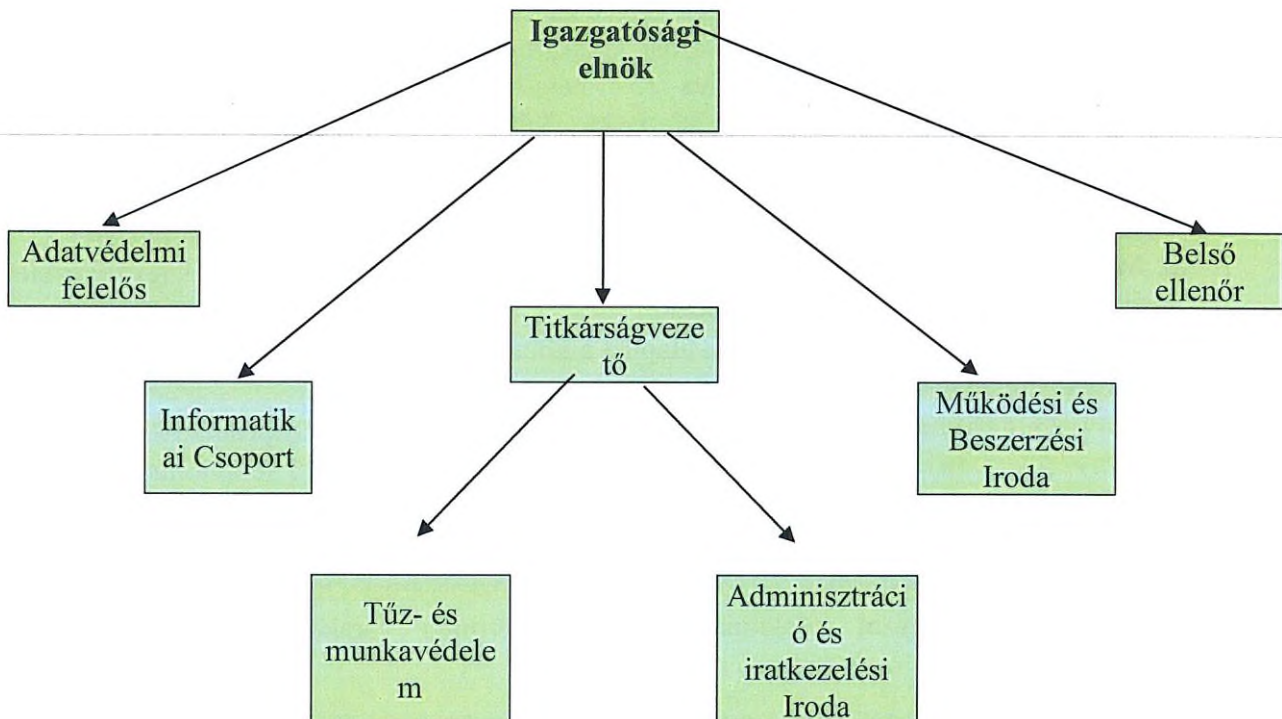 Igazgatósági
elnök
Adatvédelmi
felelős
Belső
ellenőr
Titkárságveze
tő
Informatik
ai Csoport
Működési és
Beszerzési
Iroda
Tűz- és
munkavédele
m
Adminisztráci
ó és
iratkezelési
Iroda